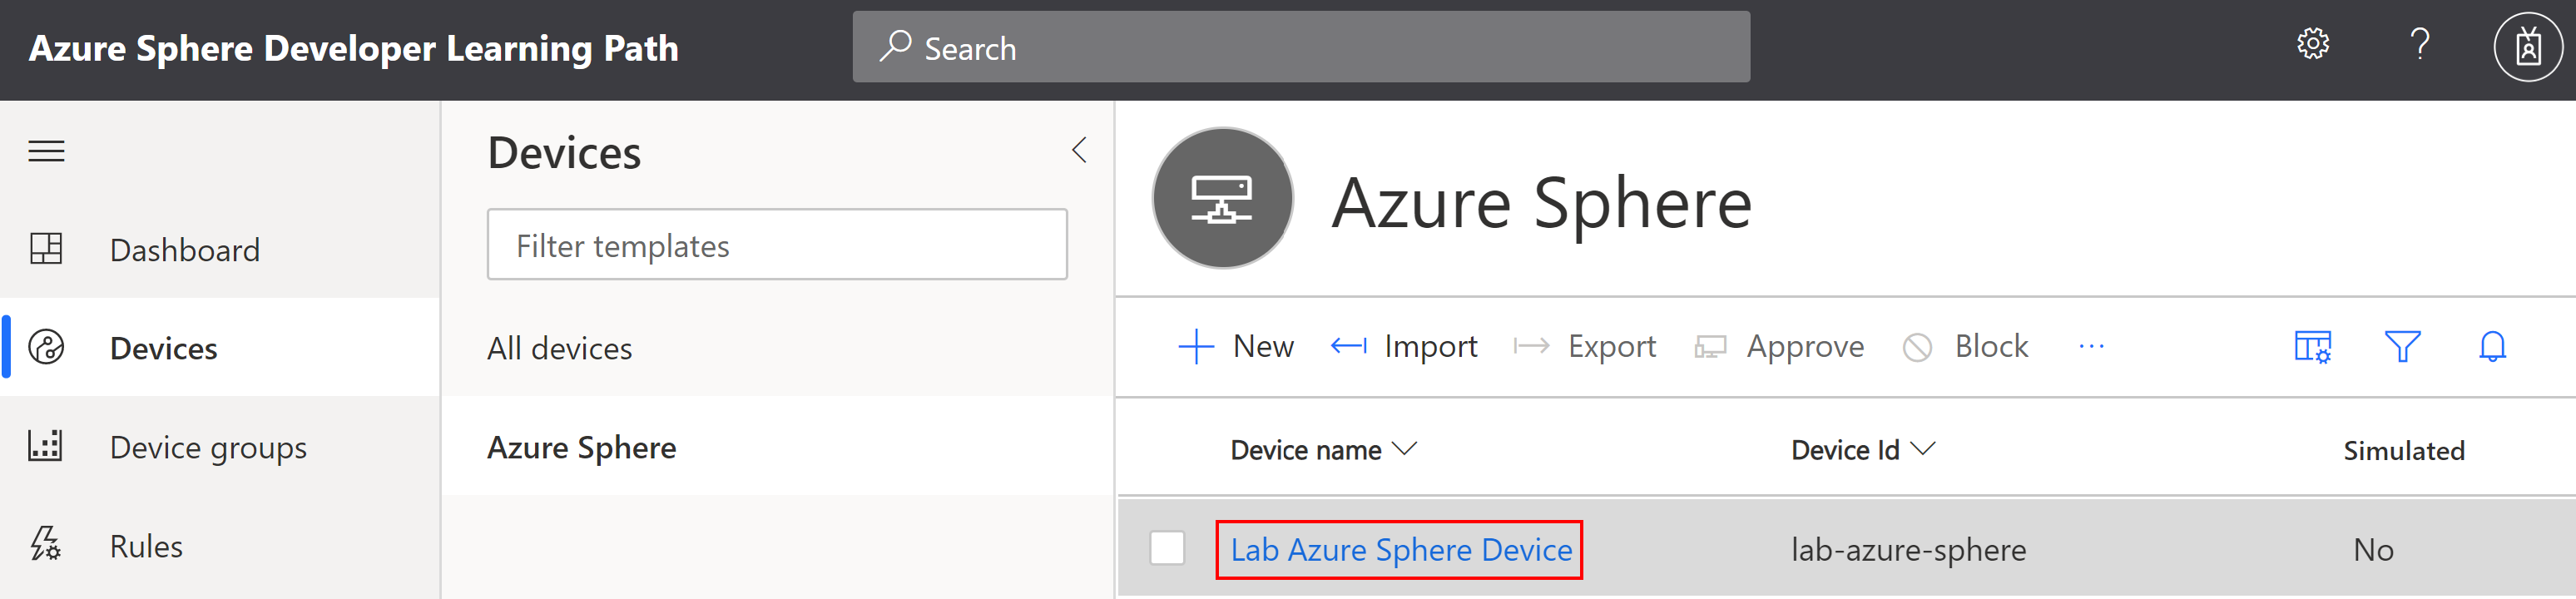 Azure Sphere Developer Learning Path
Search
Dashboard
Devices
Device groups
Rules
Devices
Filter templates
All devices
Azure Sphere
Azure Sphere
New Import Export Approve Block ...
Device name Device Id Simulated
Lab Azure Sphere Device lab-azure-sphere No